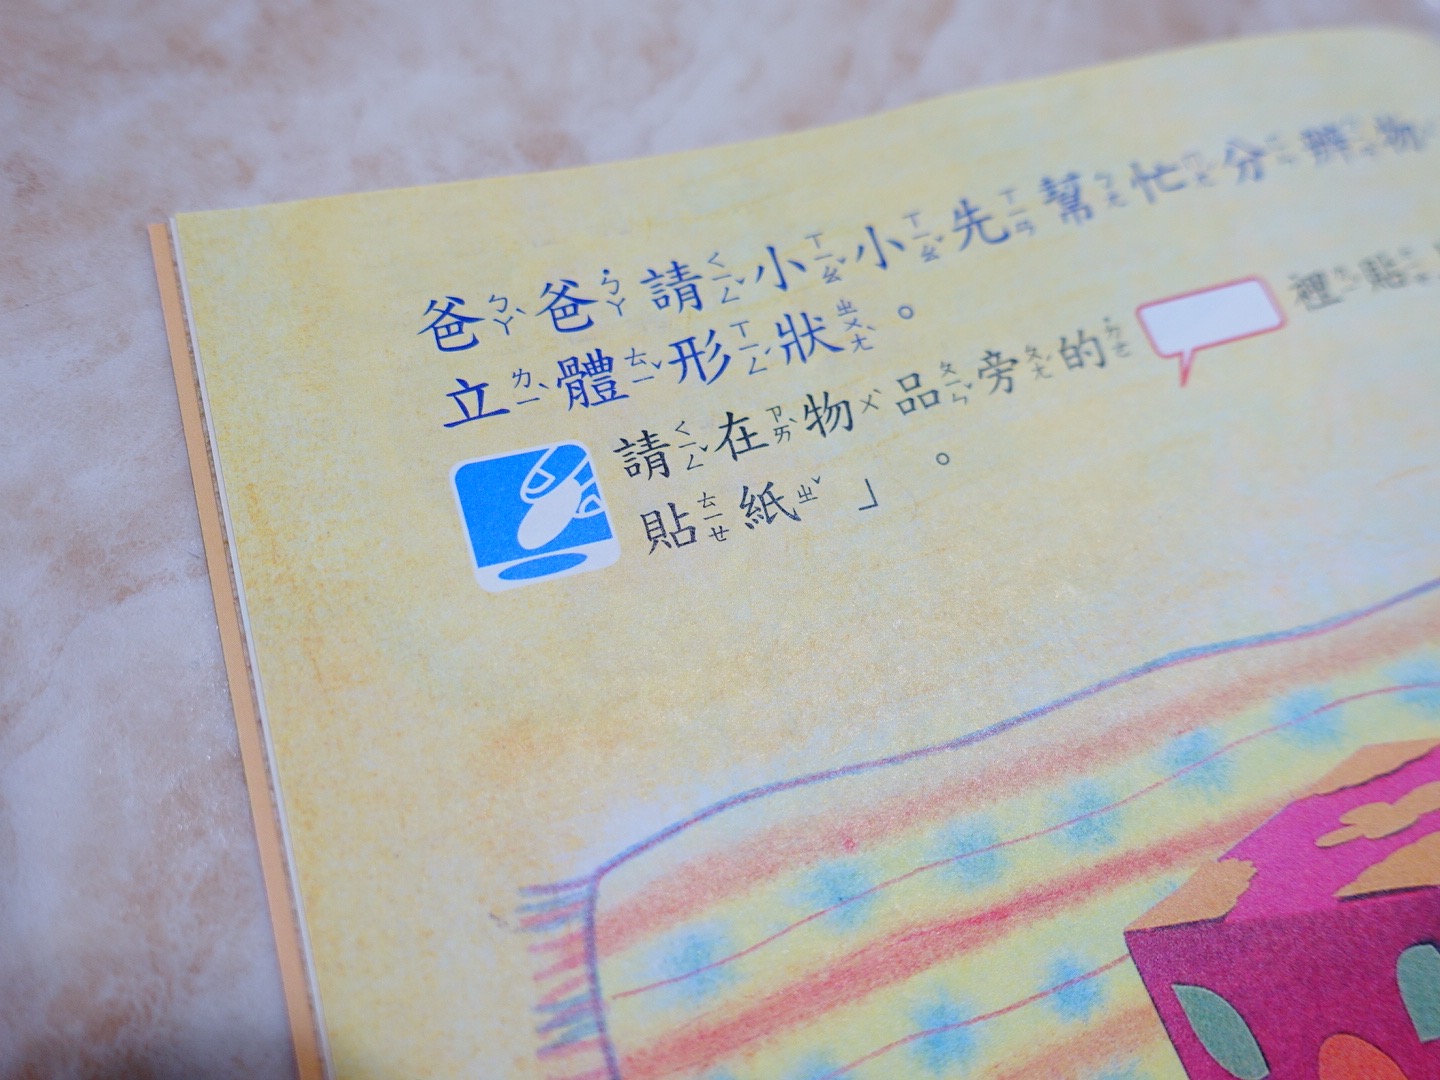 爸爸請小小先幫忙分辨物
立體形狀。
請在物品旁的 裡貼
貼紙」。